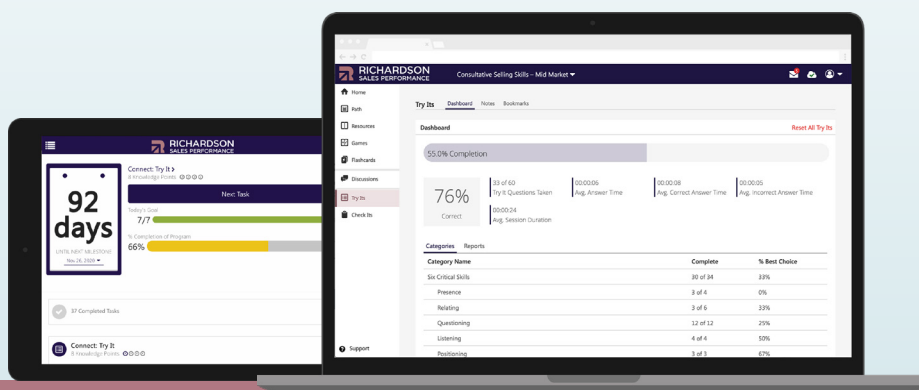 RICHARDSON
SALES PERFORMANCE
Connect: Try It >
8 Knowledge Points
92
days
UNTIL NEXT MILESTONE
Nov 26, 2020
Next Task
Today's Goal
7/7
% Completion of Program
66%
37 Completed Tasks
Connect: Try It
8 Knowledge Points
RICHARDSON
SALES PERFORMANCE
Consultative Selling Skills – Mid Market
Home
Path
Resources
Games
Flashcards
Discussions
Try Its
Check Its
Support
Try Its Dashboard Notes Bookmarks
Dashboard Reset All Try Its
55.0% Completion
76%
Correct
33 of 60
Try It Questions Taken
00:00:06
Avg. Answer Time
00:00:08
Avg. Correct Answer Time
00:00:05
Avg. Incorrect Answer Time
00:00:24
Avg. Session Duration
Categories Reports
Category Name Complete % Best Choice
Six Critical Skills 30 of 34 33%
Presence 3 of 4 0%
Relating 3 of 6 33%
Questioning 12 of 12 25%
Listening 4 of 4 50%
Positioning 3 of 3 67%